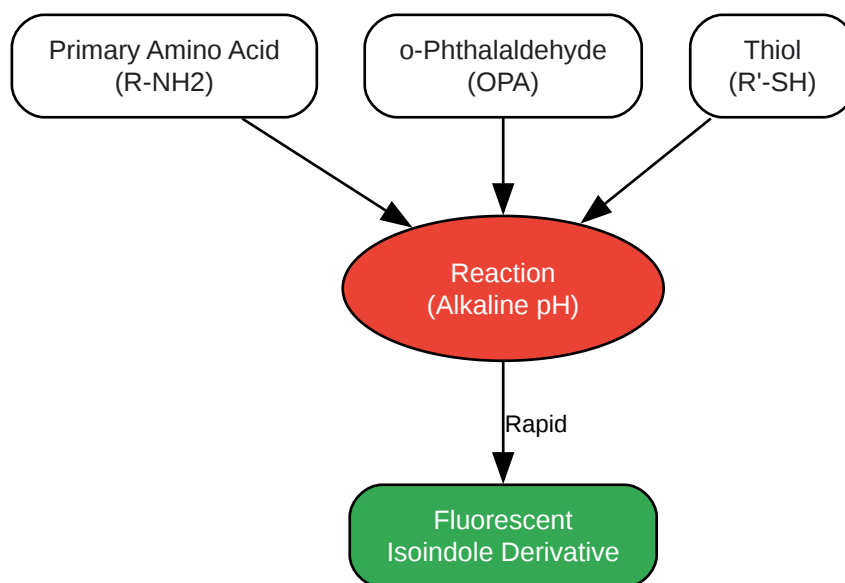 Primary Amino Acid
(R-NH2)
o-Phthalaldehyde
(OPA)
Thiol
(R'-SH)
Reaction
(Alkaline pH)
Rapid
Fluorescent
Isoindole Derivative